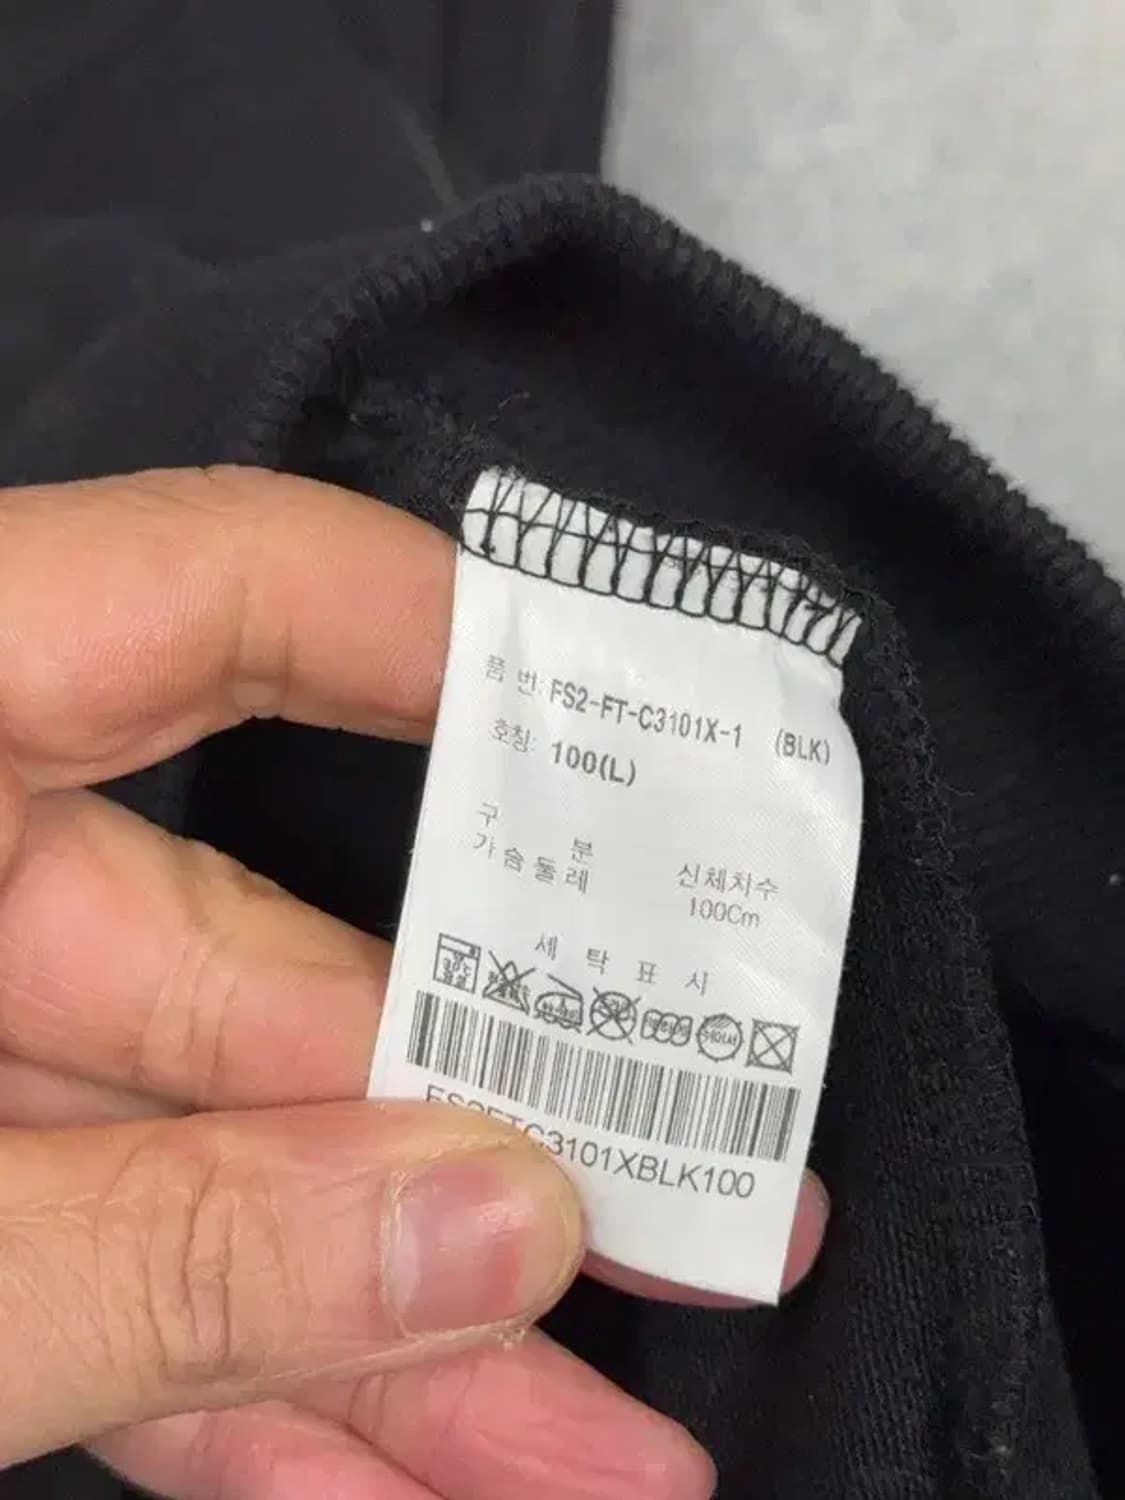 품 번: FS2-FT-C3101X-1 (BLK)
호칭: 100(L)
구 분 신체치수
가슴둘레 100Cm
세 탁 표 시
C3101XBLK100